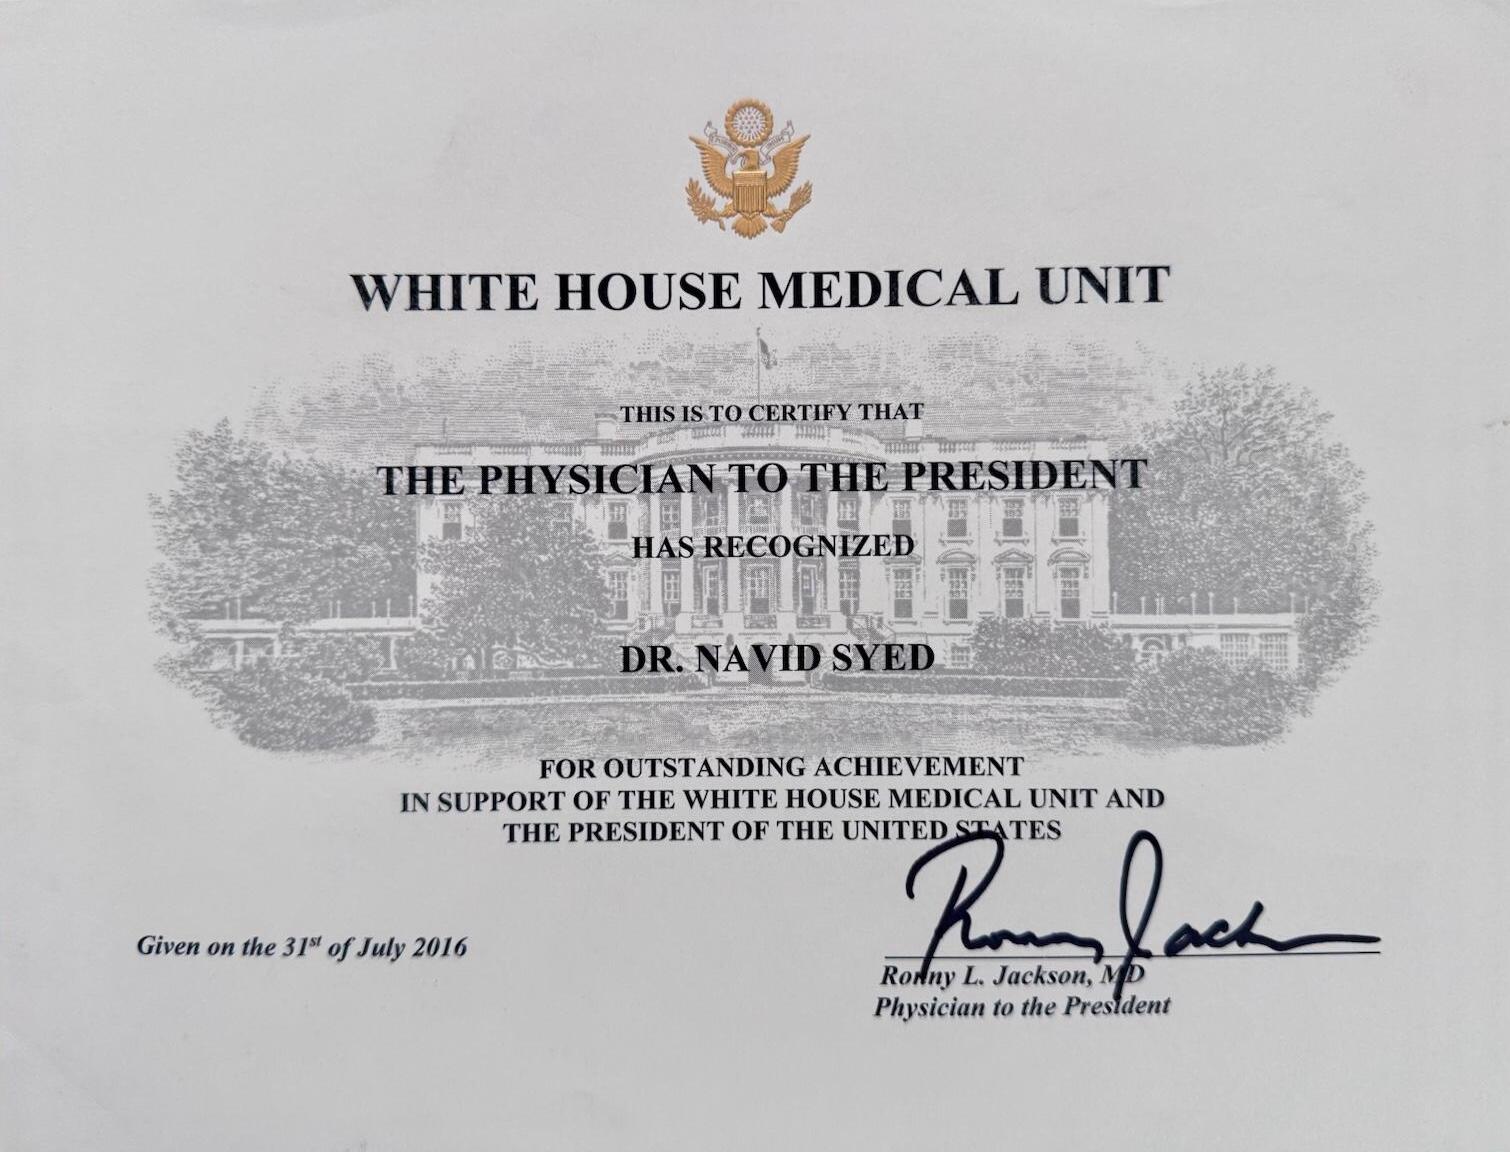 WHITE HOUSE MEDICAL UNIT
THIS IS TO CERTIFY THAT
THE PHYSICIAN TO THE PRESIDENT
HAS RECOGNIZED
DR. NAVID SYED
FOR OUTSTANDING ACHIEVEMENT
IN SUPPORT OF THE WHITE HOUSE MEDICAL UNIT AND
THE PRESIDENT OF THE UNITED STATES
Given on the 31st of July 2016
Ronny Jackson
Ronny L. Jackson, MD
Physician to the President